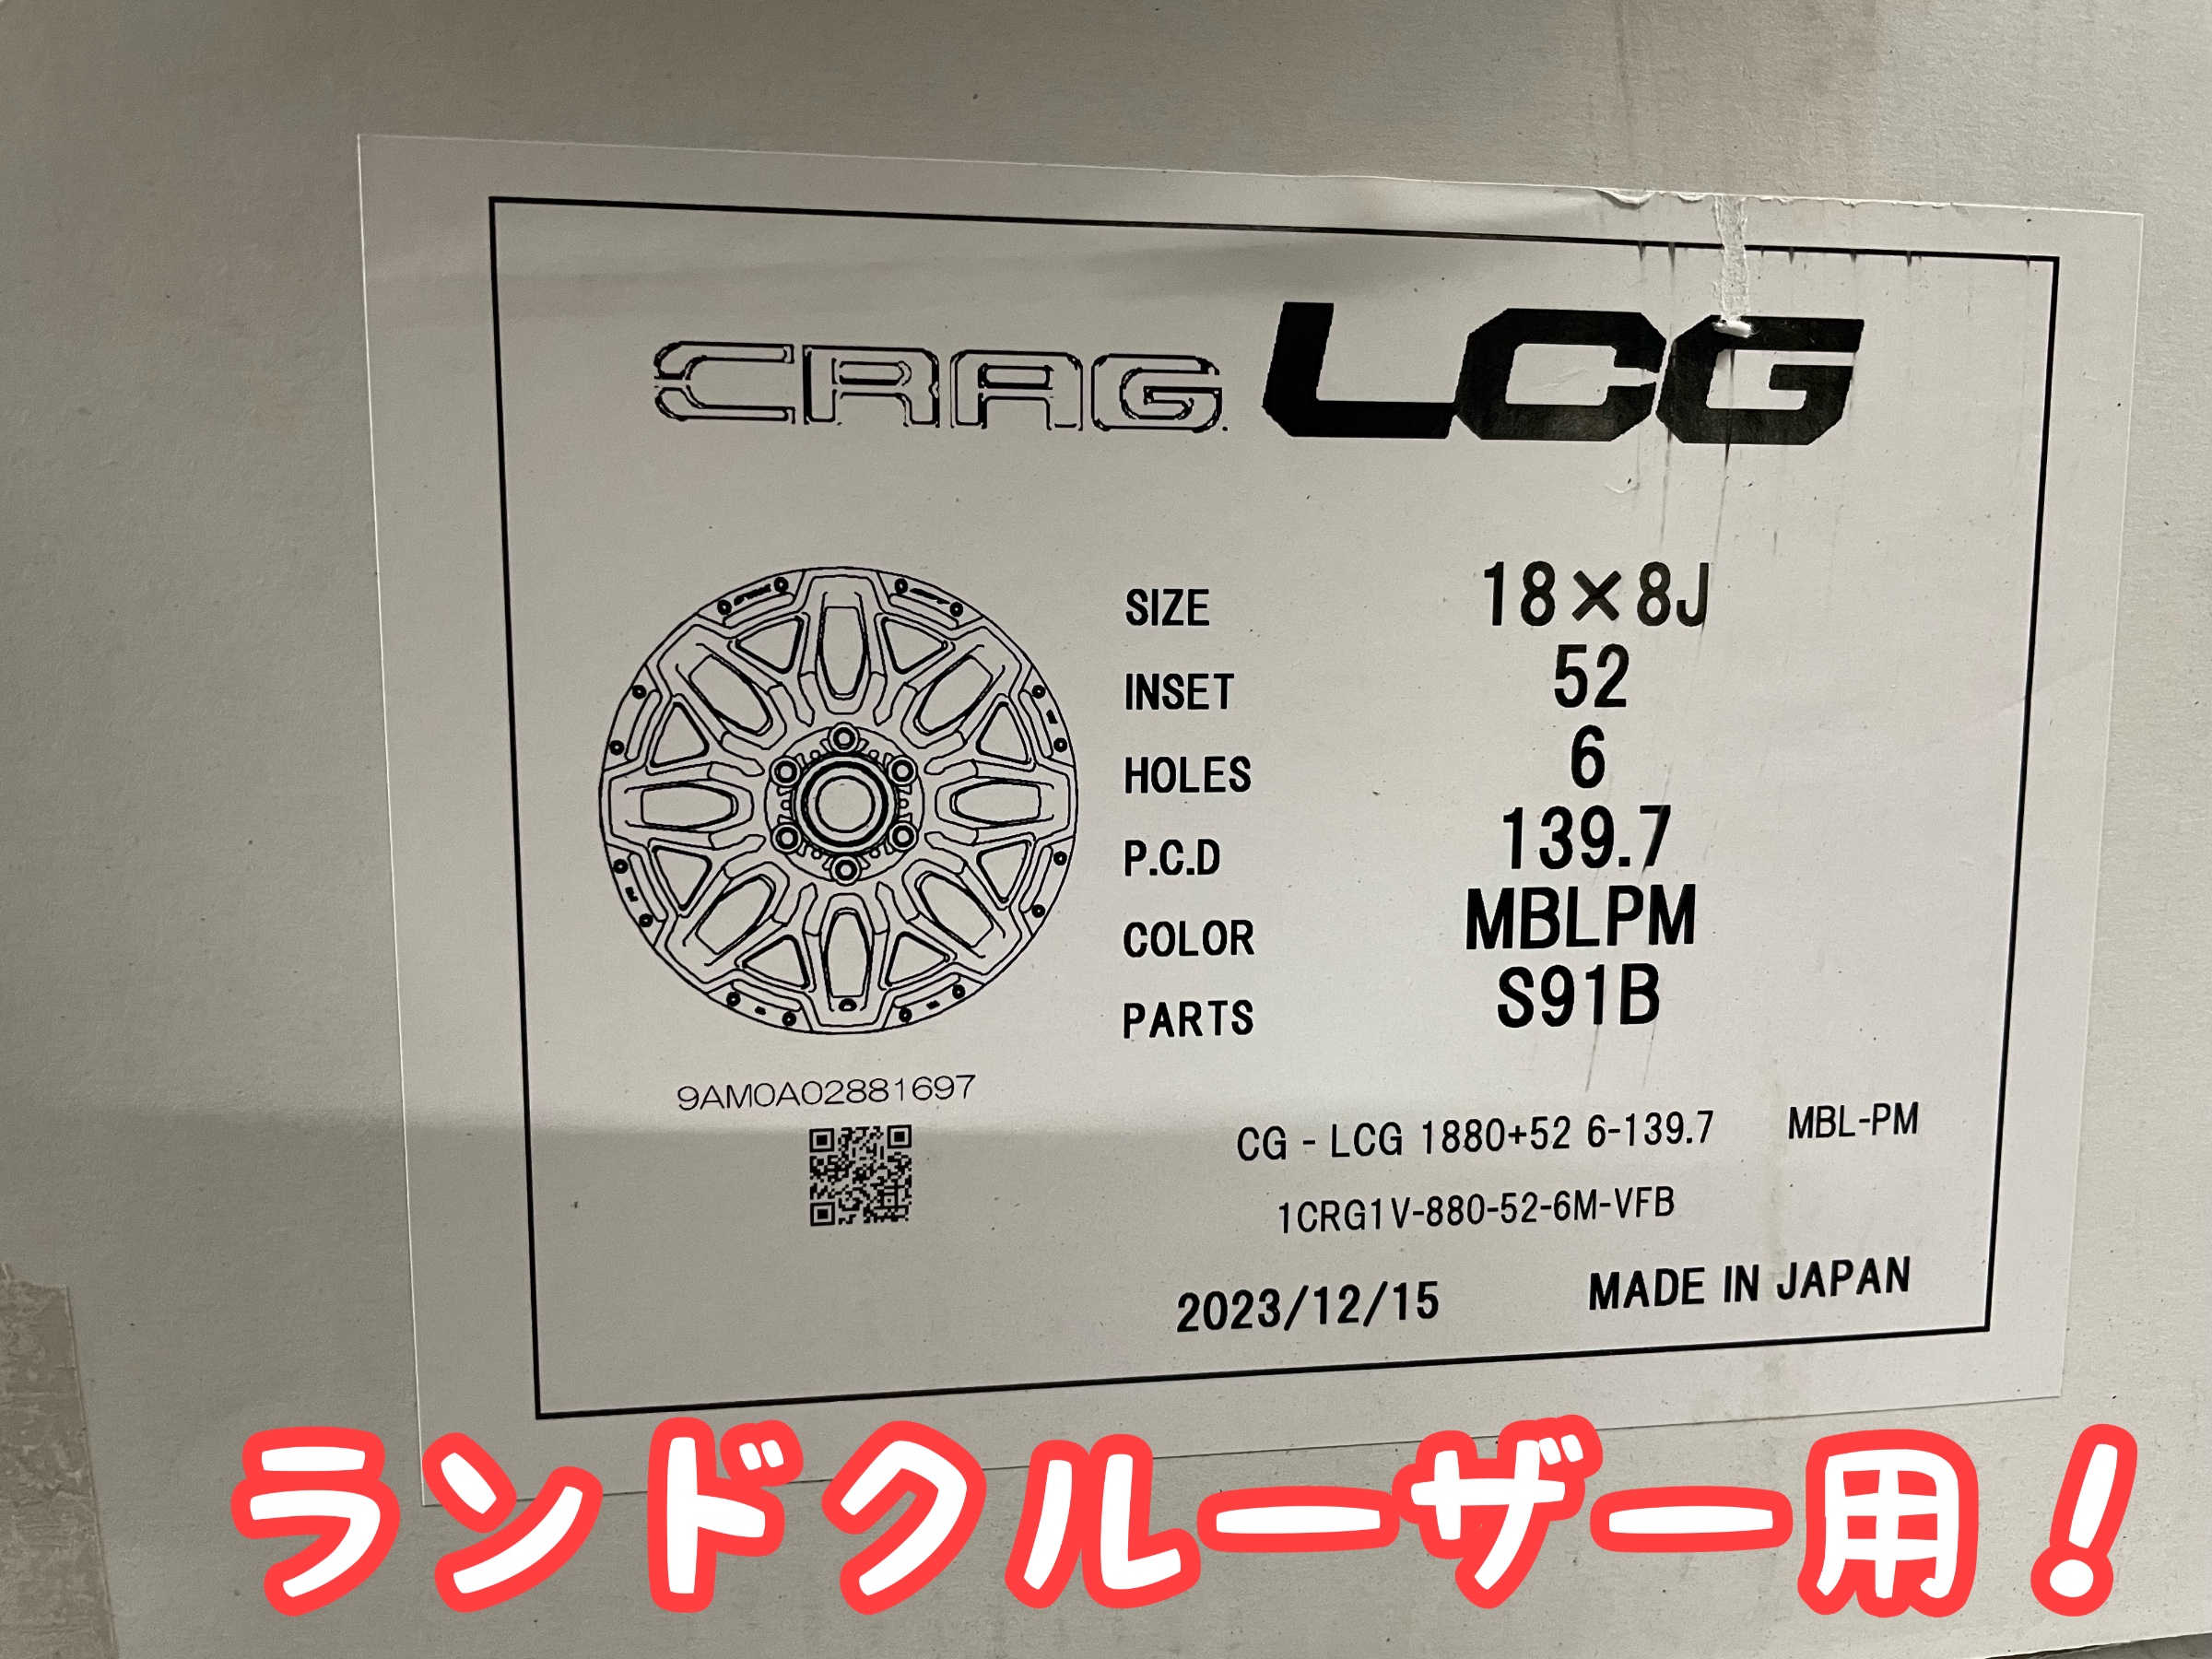 CRAG LCG
SIZE 18×8J
INSET 52
HOLES 6
P.C.D 139.7
COLOR MBLPM
PARTS S91B
9AM0A02881697
CG - LCG 1880+52 6-139.7 MBL-PM
1CRG1V-880-52-6M-VFB
2023/12/15 MADE IN JAPAN
ランドクルーザー用！